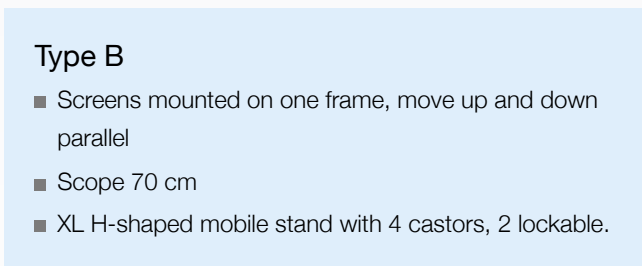 Type B
■ Screens mounted on one frame, move up and down
parallel
■ Scope 70 cm
■ XL H-shaped mobile stand with 4 castors, 2 lockable.